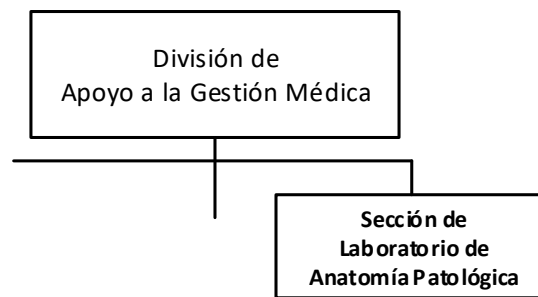 División de
Apoyo a la Gestión Médica
Sección de
Laboratorio de
Anatomía Patológica